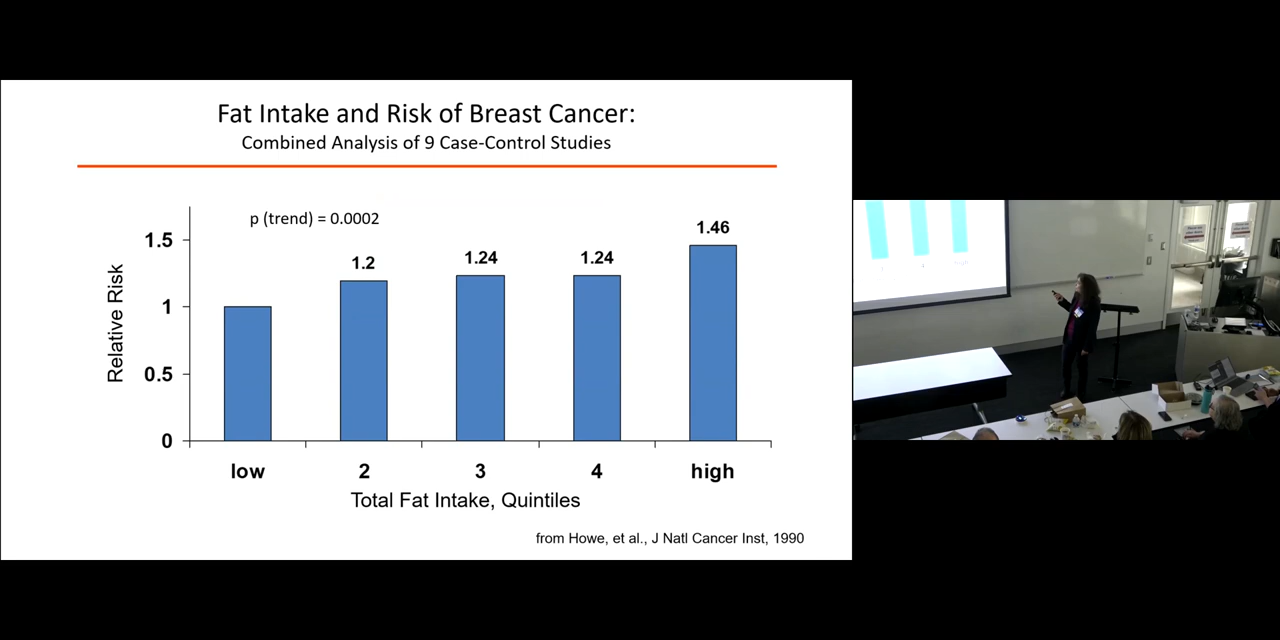 Fat Intake and Risk of Breast Cancer:
Combined Analysis of 9 Case-Control Studies
p (trend) = 0.0002
Relative Risk
1.5
1
0.5
0
1.2
1.24
1.24
1.46
low
2
3
4
high
Total Fat Intake, Quintiles
from Howe, et al., J Natl Cancer Inst, 1990